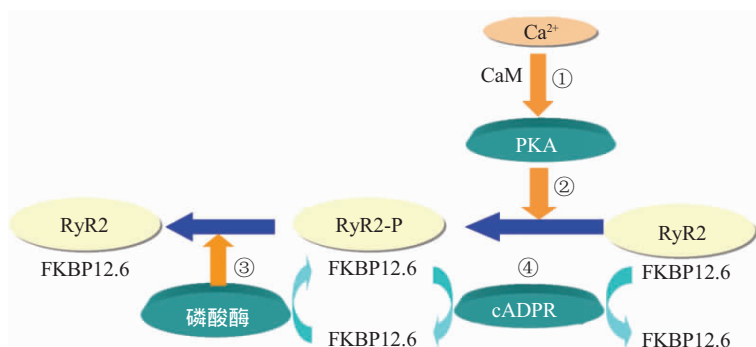 Ca²⁺
CaM ①
PKA
②
RyR2 RyR2-P RyR2
FKBP12.6 ③ FKBP12.6 ④ FKBP12.6
磷酸酶 cADPR
FKBP12.6 FKBP12.6